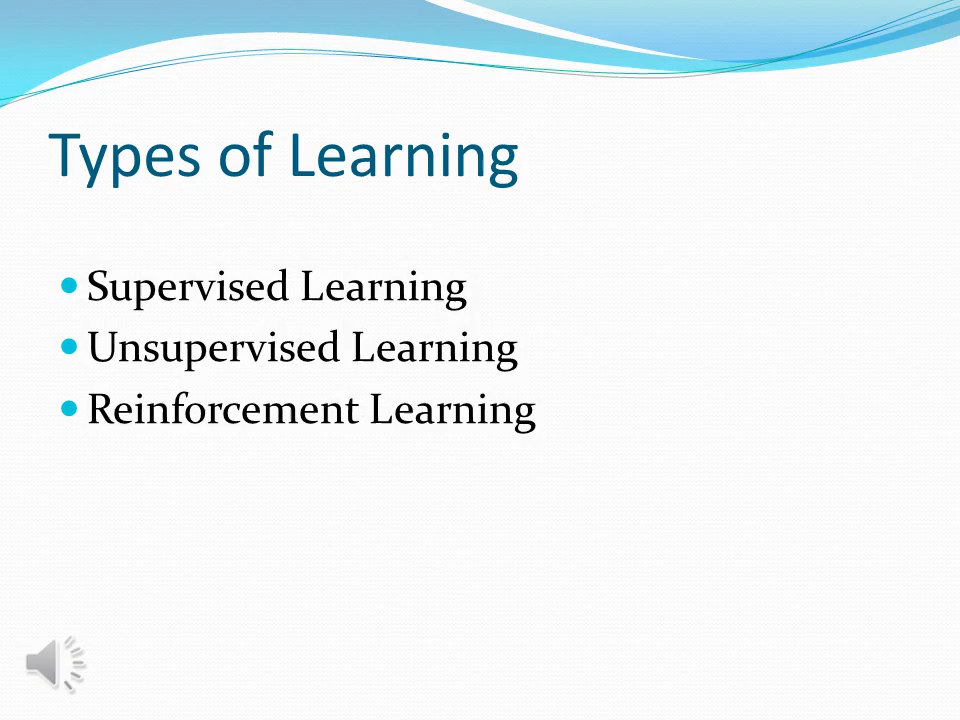 Types of Learning
Supervised Learning
Unsupervised Learning
Reinforcement Learning